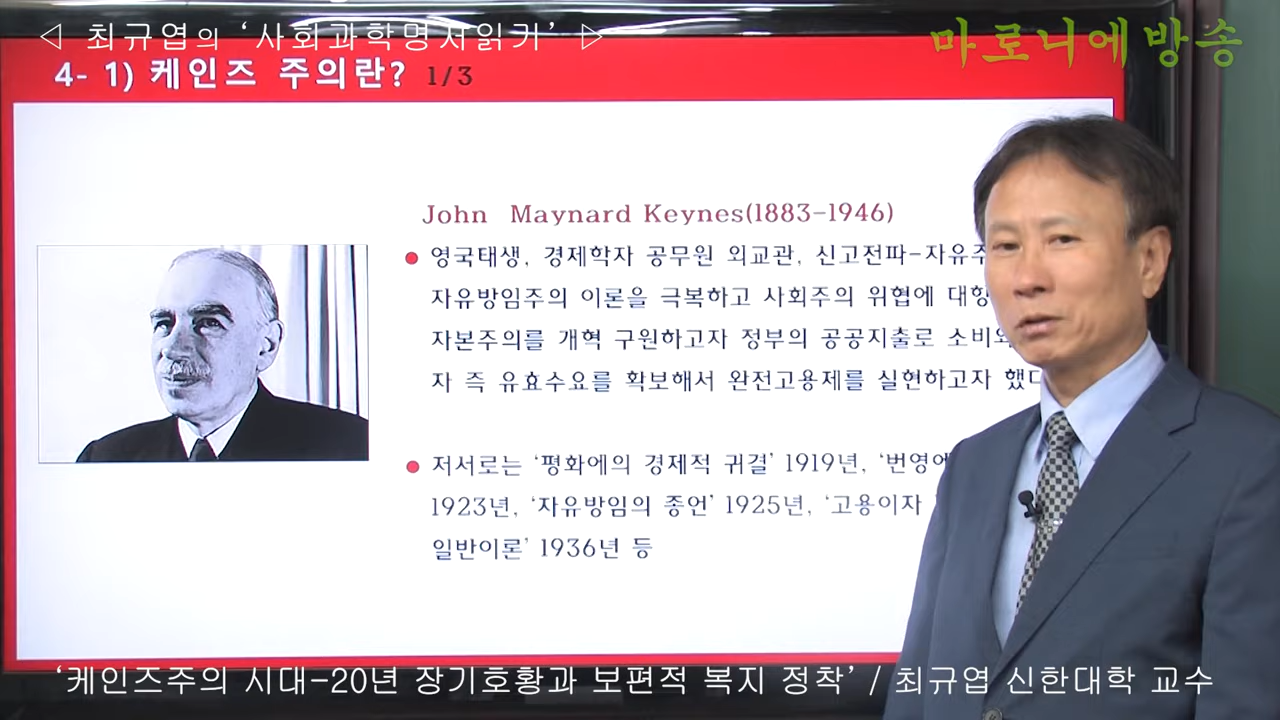 ◁ 최규엽의 ‘사회과학명저읽기’ ▷
마로니에방송
4- 1) 케인즈 주의란? 1/3
John Maynard Keynes(1883-1946)
● 영국태생, 경제학자 공무원 외교관, 신고전파-자유주
자유방임주의 이론을 극복하고 사회주의 위협에 대항
자본주의를 개혁 구원하고자 정부의 공공지출로 소비와
자 즉 유효수요를 확보해서 완전고용제를 실현하고자 했다
● 저서로는 ‘평화에의 경제적 귀결’ 1919년, ‘번영에
1923년, ‘자유방임의 종언’ 1925년, ‘고용이자
일반이론’ 1936년 등
‘케인즈주의 시대-20년 장기호황과 보편적 복지 정착’ / 최규엽 신한대학 교수